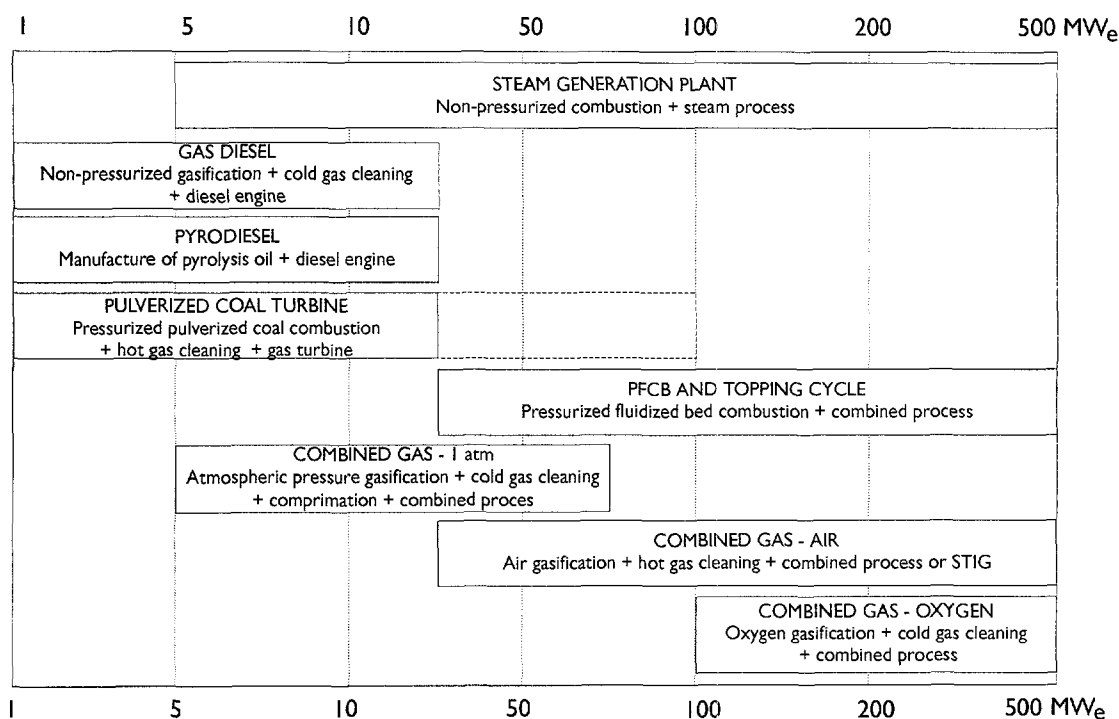 1 5 10 50 100 200 500 MWe
STEAM GENERATION PLANT
Non-pressurized combustion + steam process
GAS DIESEL
Non-pressurized gasification + cold gas cleaning
+ diesel engine
PYRODIESEL
Manufacture of pyrolysis oil + diesel engine
PULVERIZED COAL TURBINE
Pressurized pulverized coal combustion
+ hot gas cleaning + gas turbine
PFCB AND TOPPING CYCLE
Pressurized fluidized bed combustion + combined process
COMBINED GAS - 1 atm
Atmospheric pressure gasification + cold gas cleaning
+ comprimation + combined proces
COMBINED GAS - AIR
Air gasification + hot gas cleaning + combined process or STIG
COMBINED GAS - OXYGEN
Oxygen gasification + cold gas cleaning
+ combined process
1 5 10 50 100 200 500 MWe